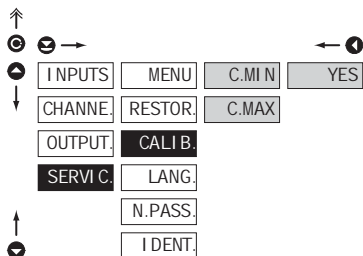 INPUTS MENU C.MIN YES
CHANNE. RESTOR. C.MAX
OUTPUT. CALIB.
SERVIC. LANG.
N.PASS.
IDENT.